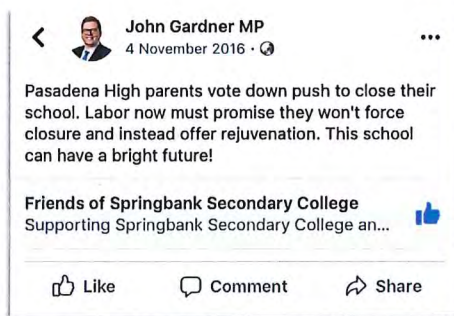 John Gardner MP
4 November 2016 ·
Pasadena High parents vote down push to close their
school. Labor now must promise they won't force
closure and instead offer rejuvenation. This school
can have a bright future!
Friends of Springbank Secondary College
Supporting Springbank Secondary College an...
Like
Comment
Share